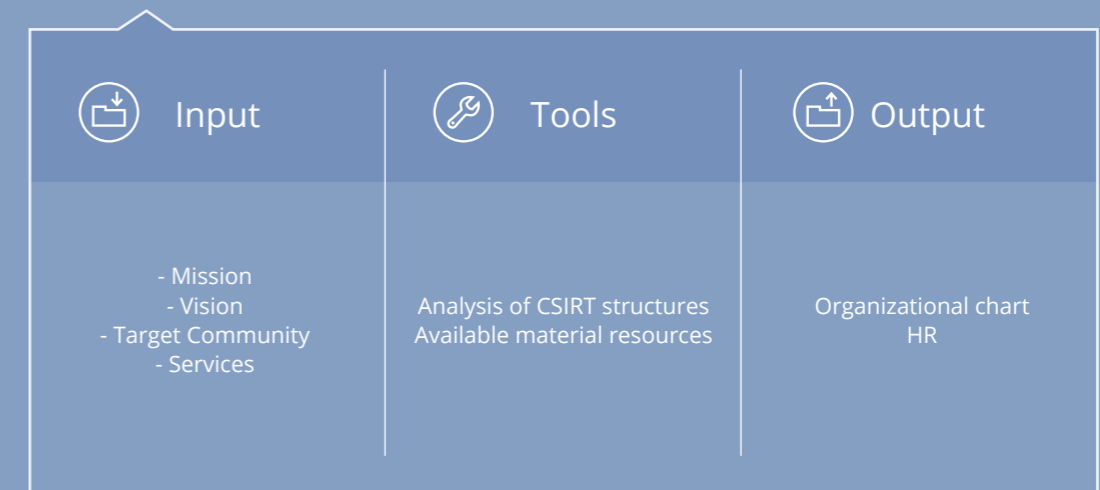 Input
Tools
Output
- Mission
- Vision
- Target Community
- Services
Analysis of CSIRT structures
Available material resources
Organizational chart
HR